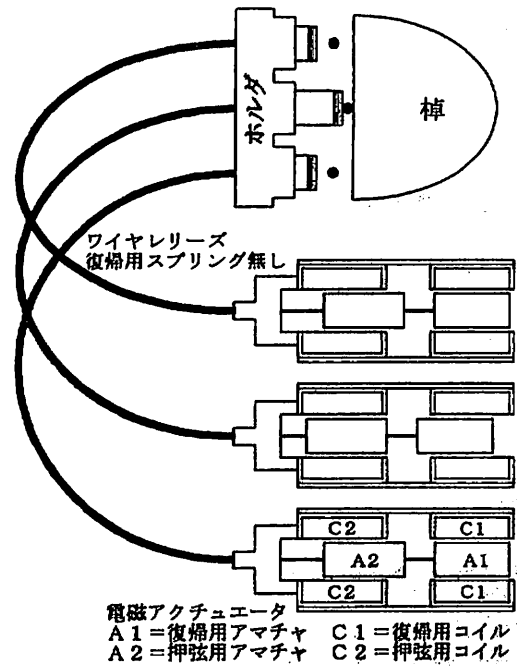 ホルダ
棹
ワイヤレリーズ
復帰用スプリング無し
C2 C1
A2 A1
C2 C1
電磁アクチュエータ
A1=復帰用アマチャ C1=復帰用コイル
A2=押弦用アマチャ C2=押弦用コイル